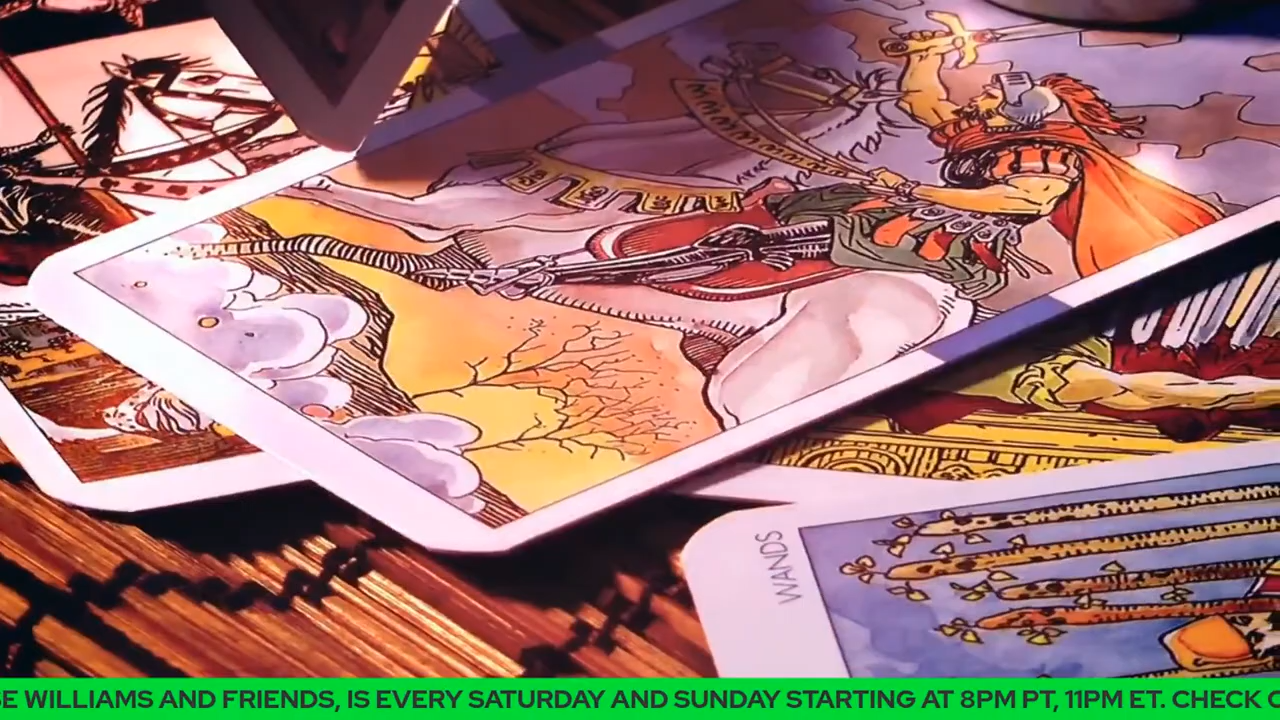 WANDS
WILLIAMS AND FRIENDS, IS EVERY SATURDAY AND SUNDAY STARTING AT 8PM PT, 11PM ET. CHECK